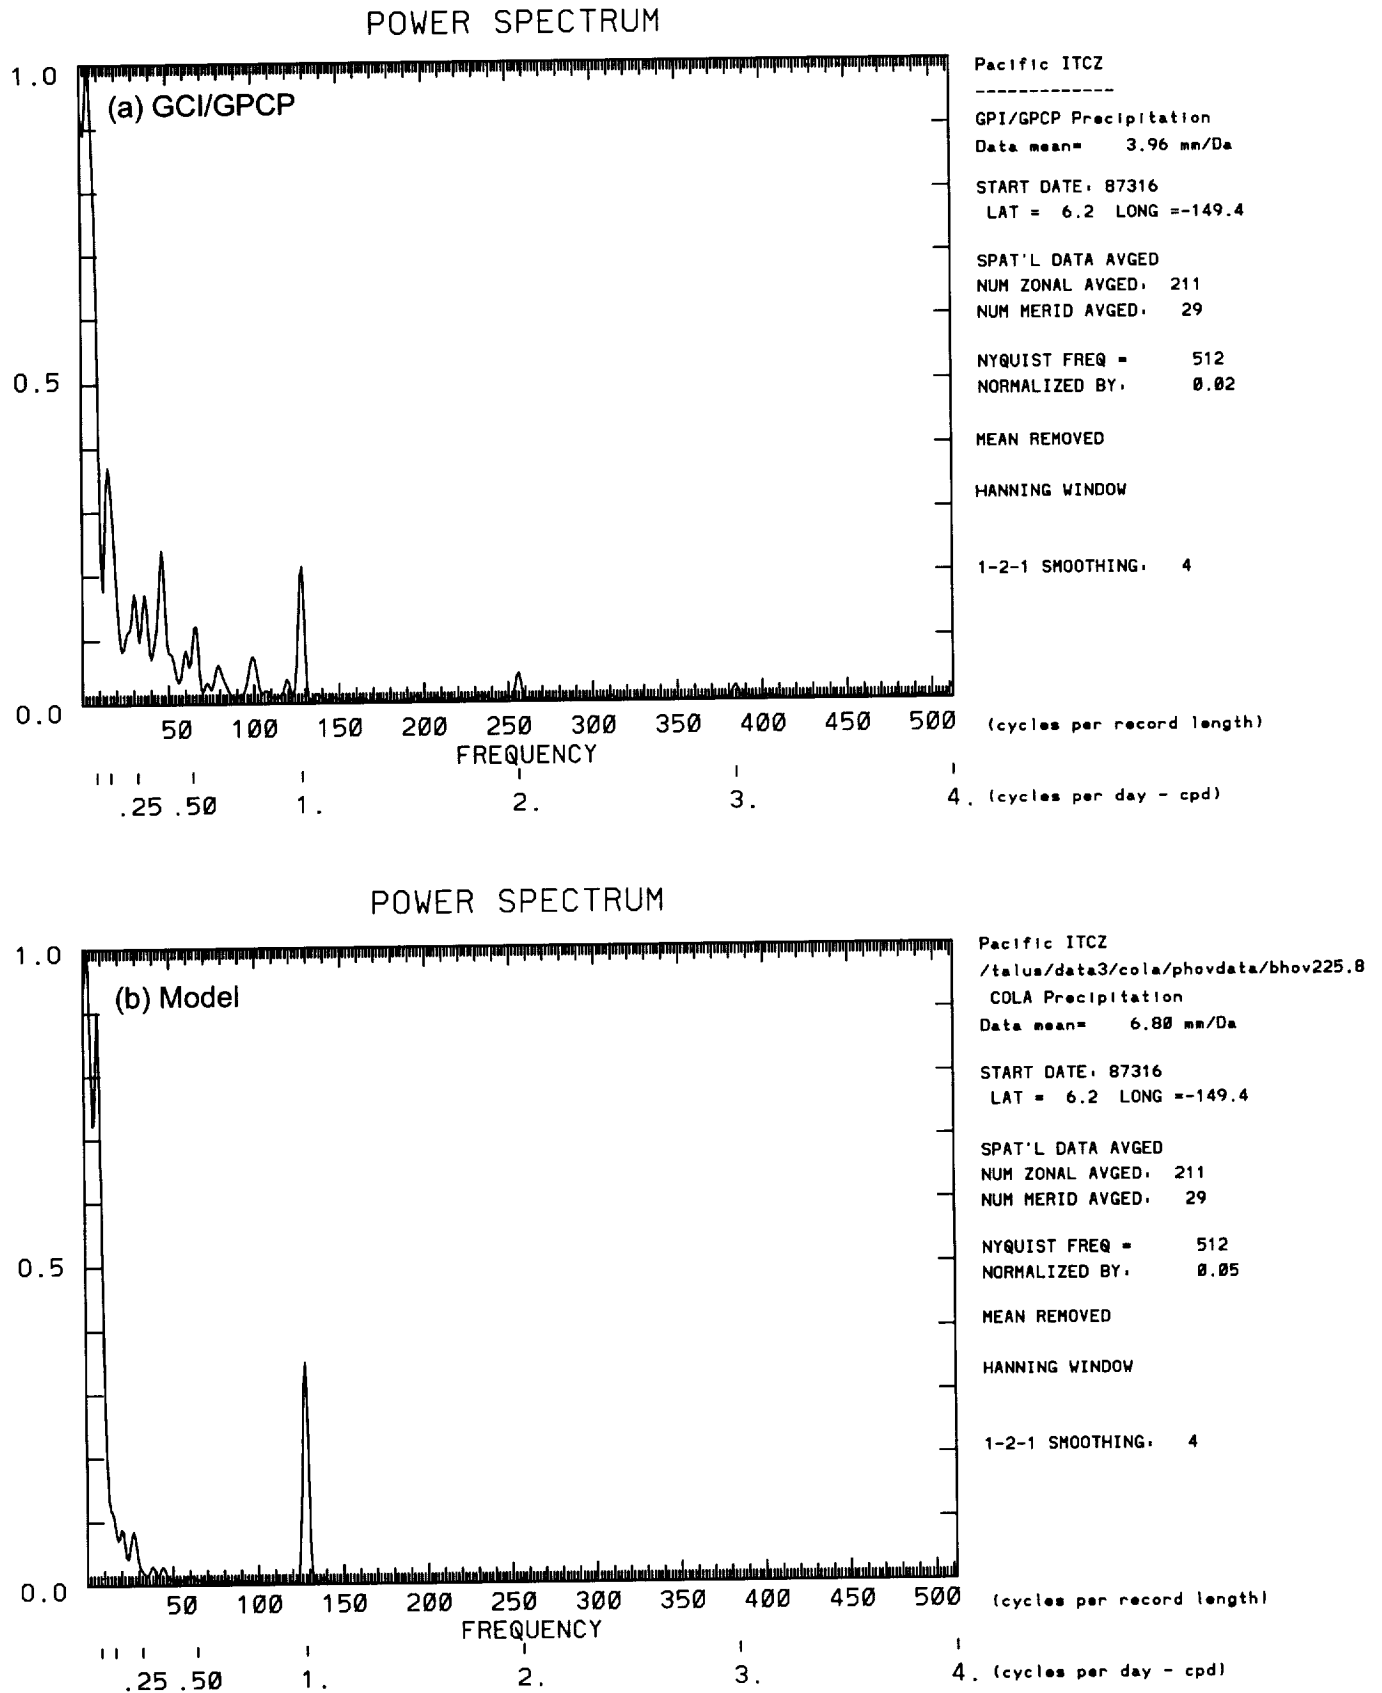 POWER SPECTRUM
1.0
(a) GCI/GPCP
0.5
0.0
50 100 150 200 250 300 350 400 450 500 (cycles per record length)
FREQUENCY
.25 .50 1. 2. 3. 4. (cycles per day - cpd)
Pacific ITCZ
-------------
GPI/GPCP Precipitation
Data mean= 3.96 mm/Da
START DATE: 87316
LAT = 6.2 LONG =-149.4
SPAT'L DATA AVGED
NUM ZONAL AVGED: 211
NUM MERID AVGED: 29
NYQUIST FREQ = 512
NORMALIZED BY: 0.02
MEAN REMOVED
HANNING WINDOW
1-2-1 SMOOTHING: 4
POWER SPECTRUM
1.0
(b) Model
0.5
0.0
50 100 150 200 250 300 350 400 450 500 (cycles per record length)
FREQUENCY
.25 .50 1. 2. 3. 4. (cycles per day - cpd)
Pacific ITCZ
/talus/data3/cola/phovdata/bhov225.8
COLA Precipitation
Data mean= 6.80 mm/Da
START DATE: 87316
LAT = 6.2 LONG =-149.4
SPAT'L DATA AVGED
NUM ZONAL AVGED: 211
NUM MERID AVGED: 29
NYQUIST FREQ = 512
NORMALIZED BY: 0.05
MEAN REMOVED
HANNING WINDOW
1-2-1 SMOOTHING: 4